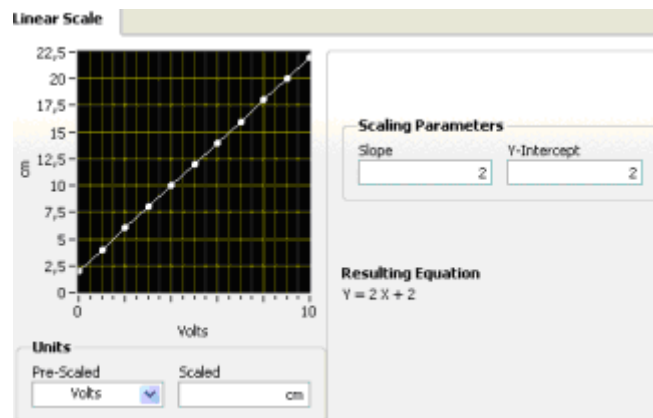 Linear Scale
22,5
20
17,5
15
12,5
10
7,5
5
2,5
0
cm
0
10
Volts
Scaling Parameters
Slope
Y-Intercept
2
2
Resulting Equation
Y = 2 X + 2
Units
Pre-Scaled
Scaled
Volts
cm